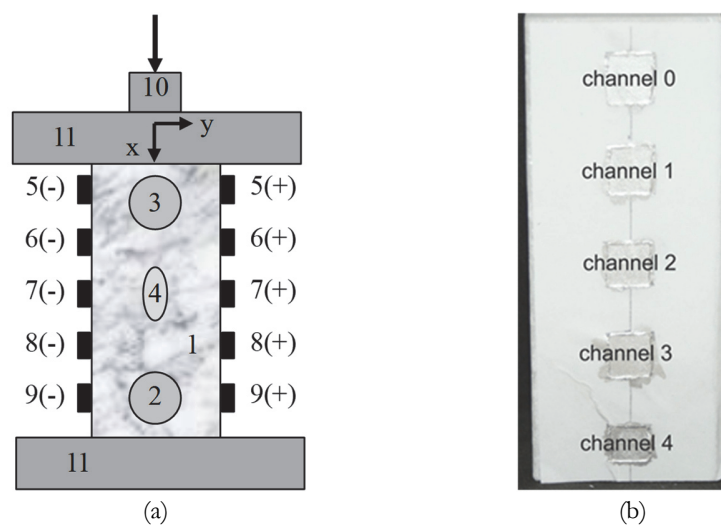 10
11
y
x
5(-)
3
5(+)
6(-)
6(+)
7(-)
4
7(+)
8(-)
1
8(+)
9(-)
2
9(+)
11
(a)
channel 0
channel 1
channel 2
channel 3
channel 4
(b)